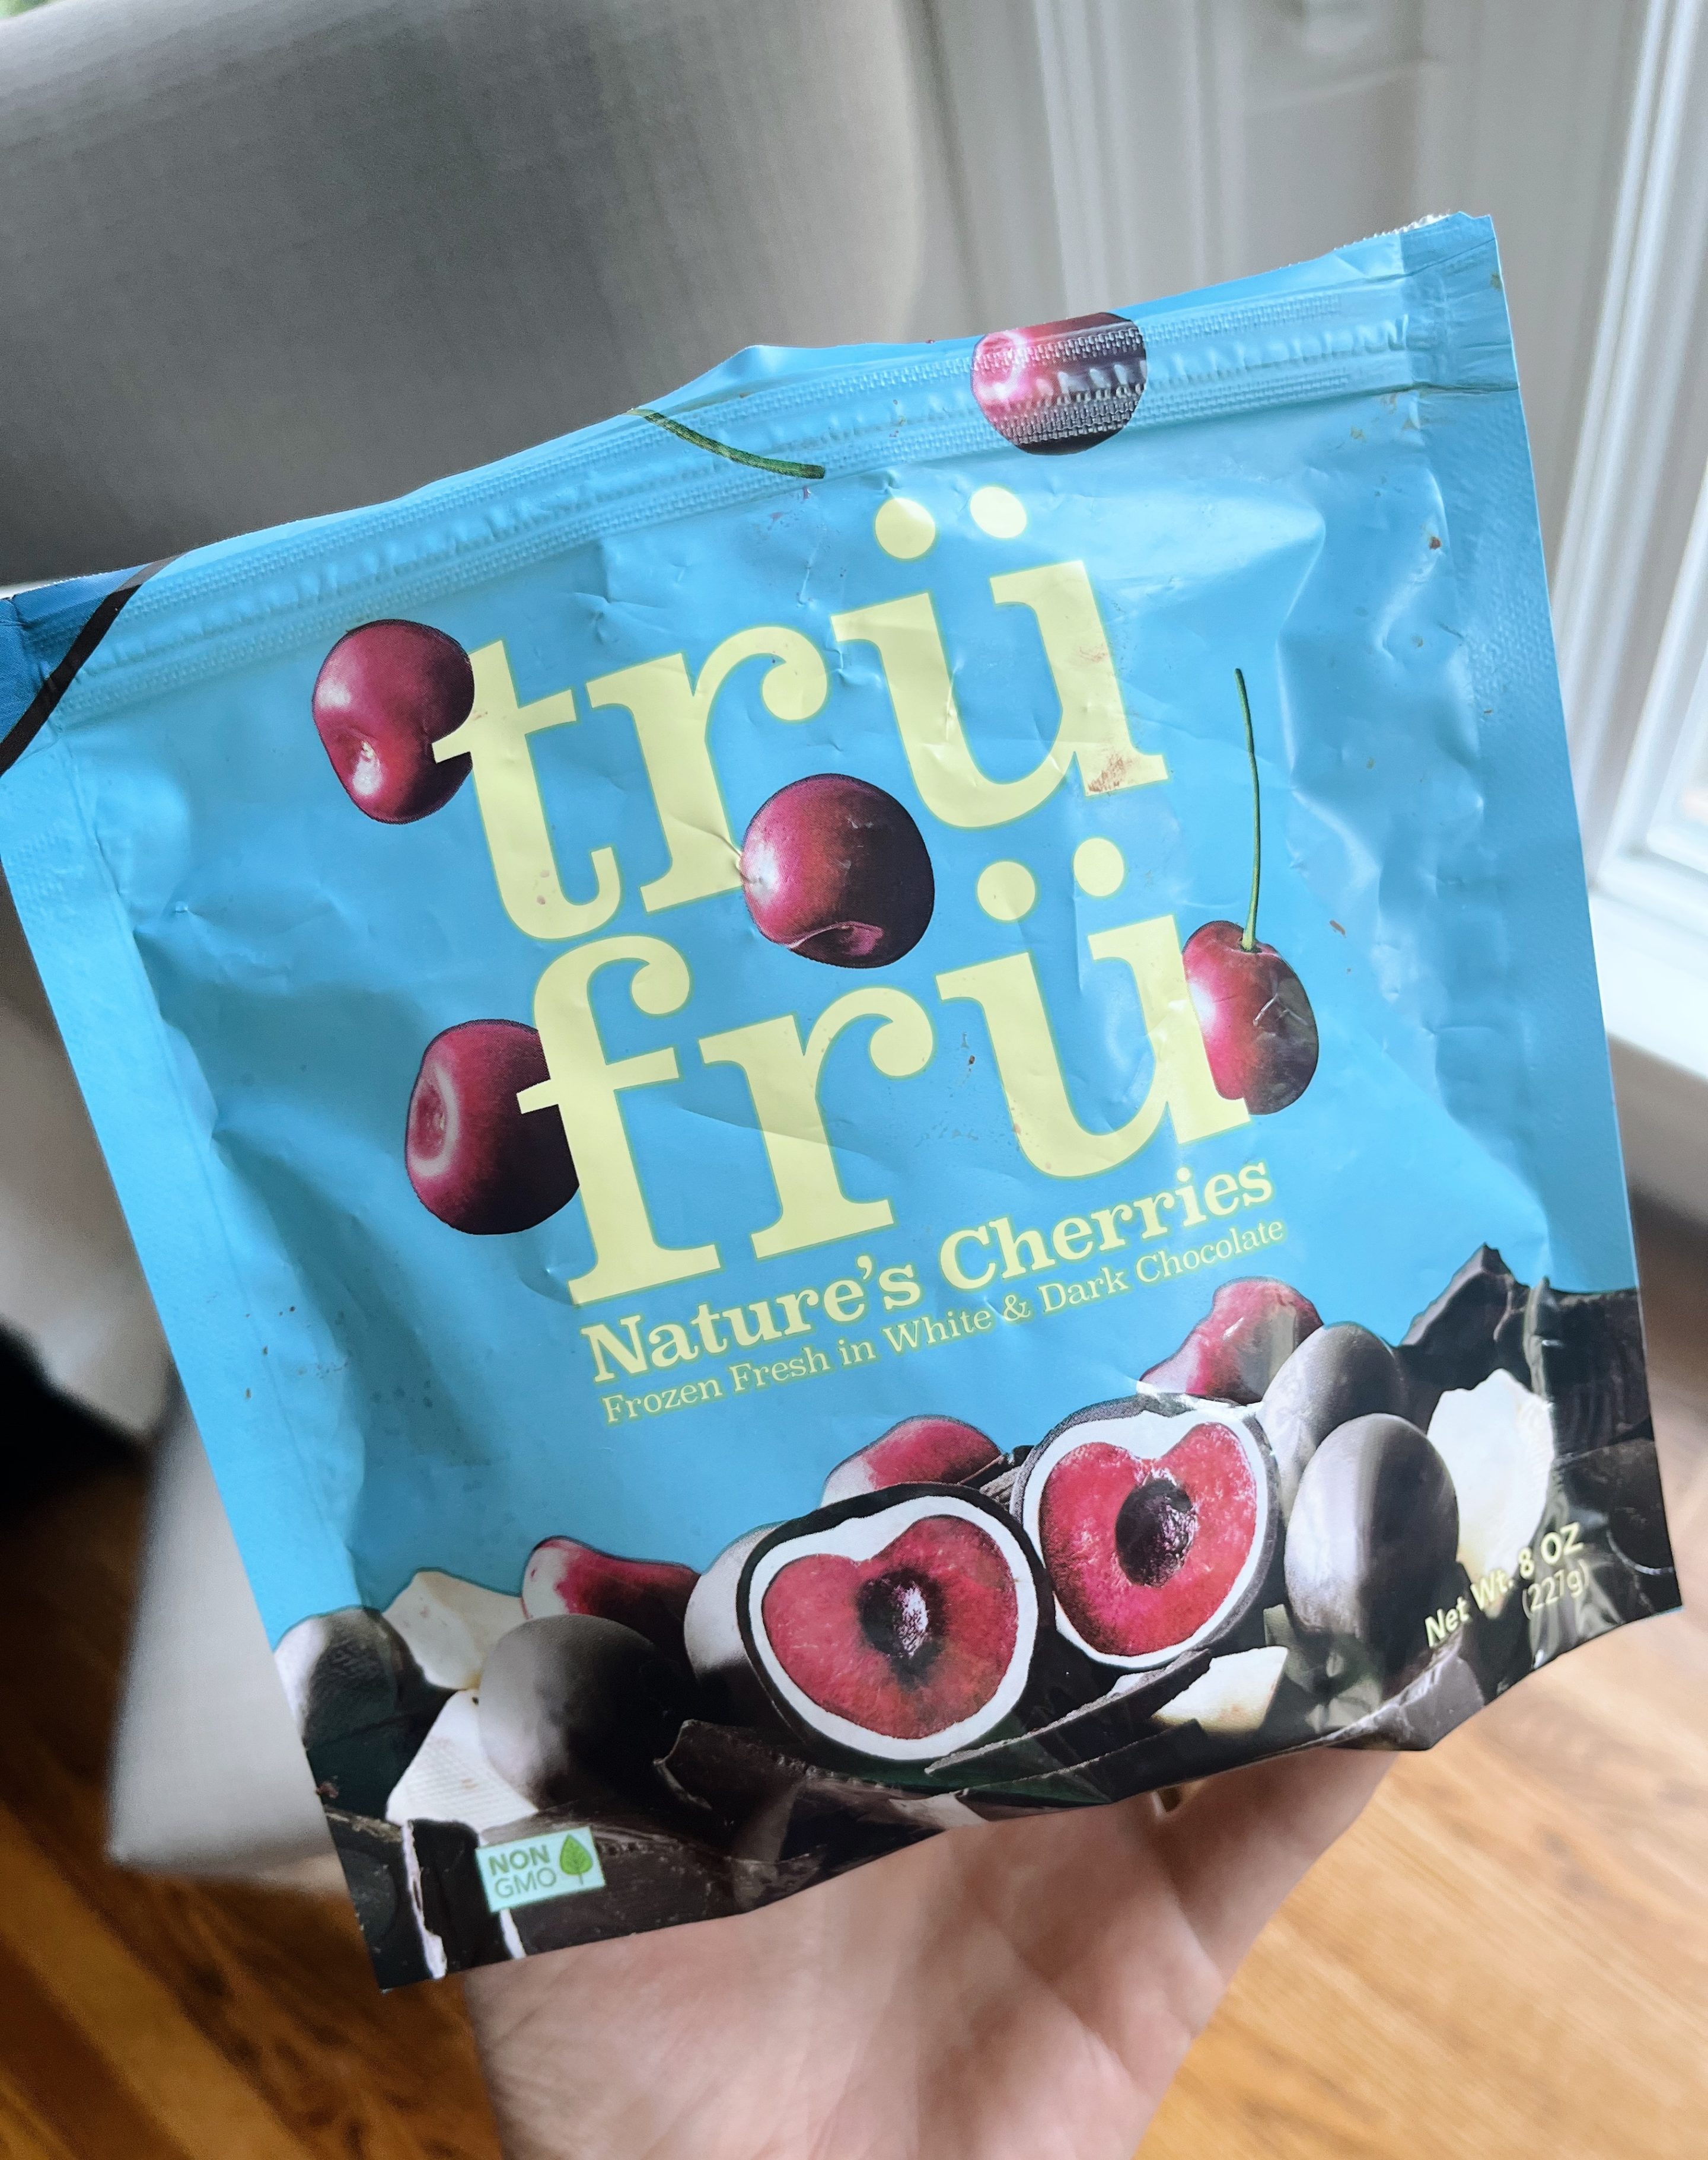 trü
frü
Nature's Cherries
Frozen Fresh in White & Dark Chocolate
Net Wt. 8 OZ
(227g)
NON
GMO